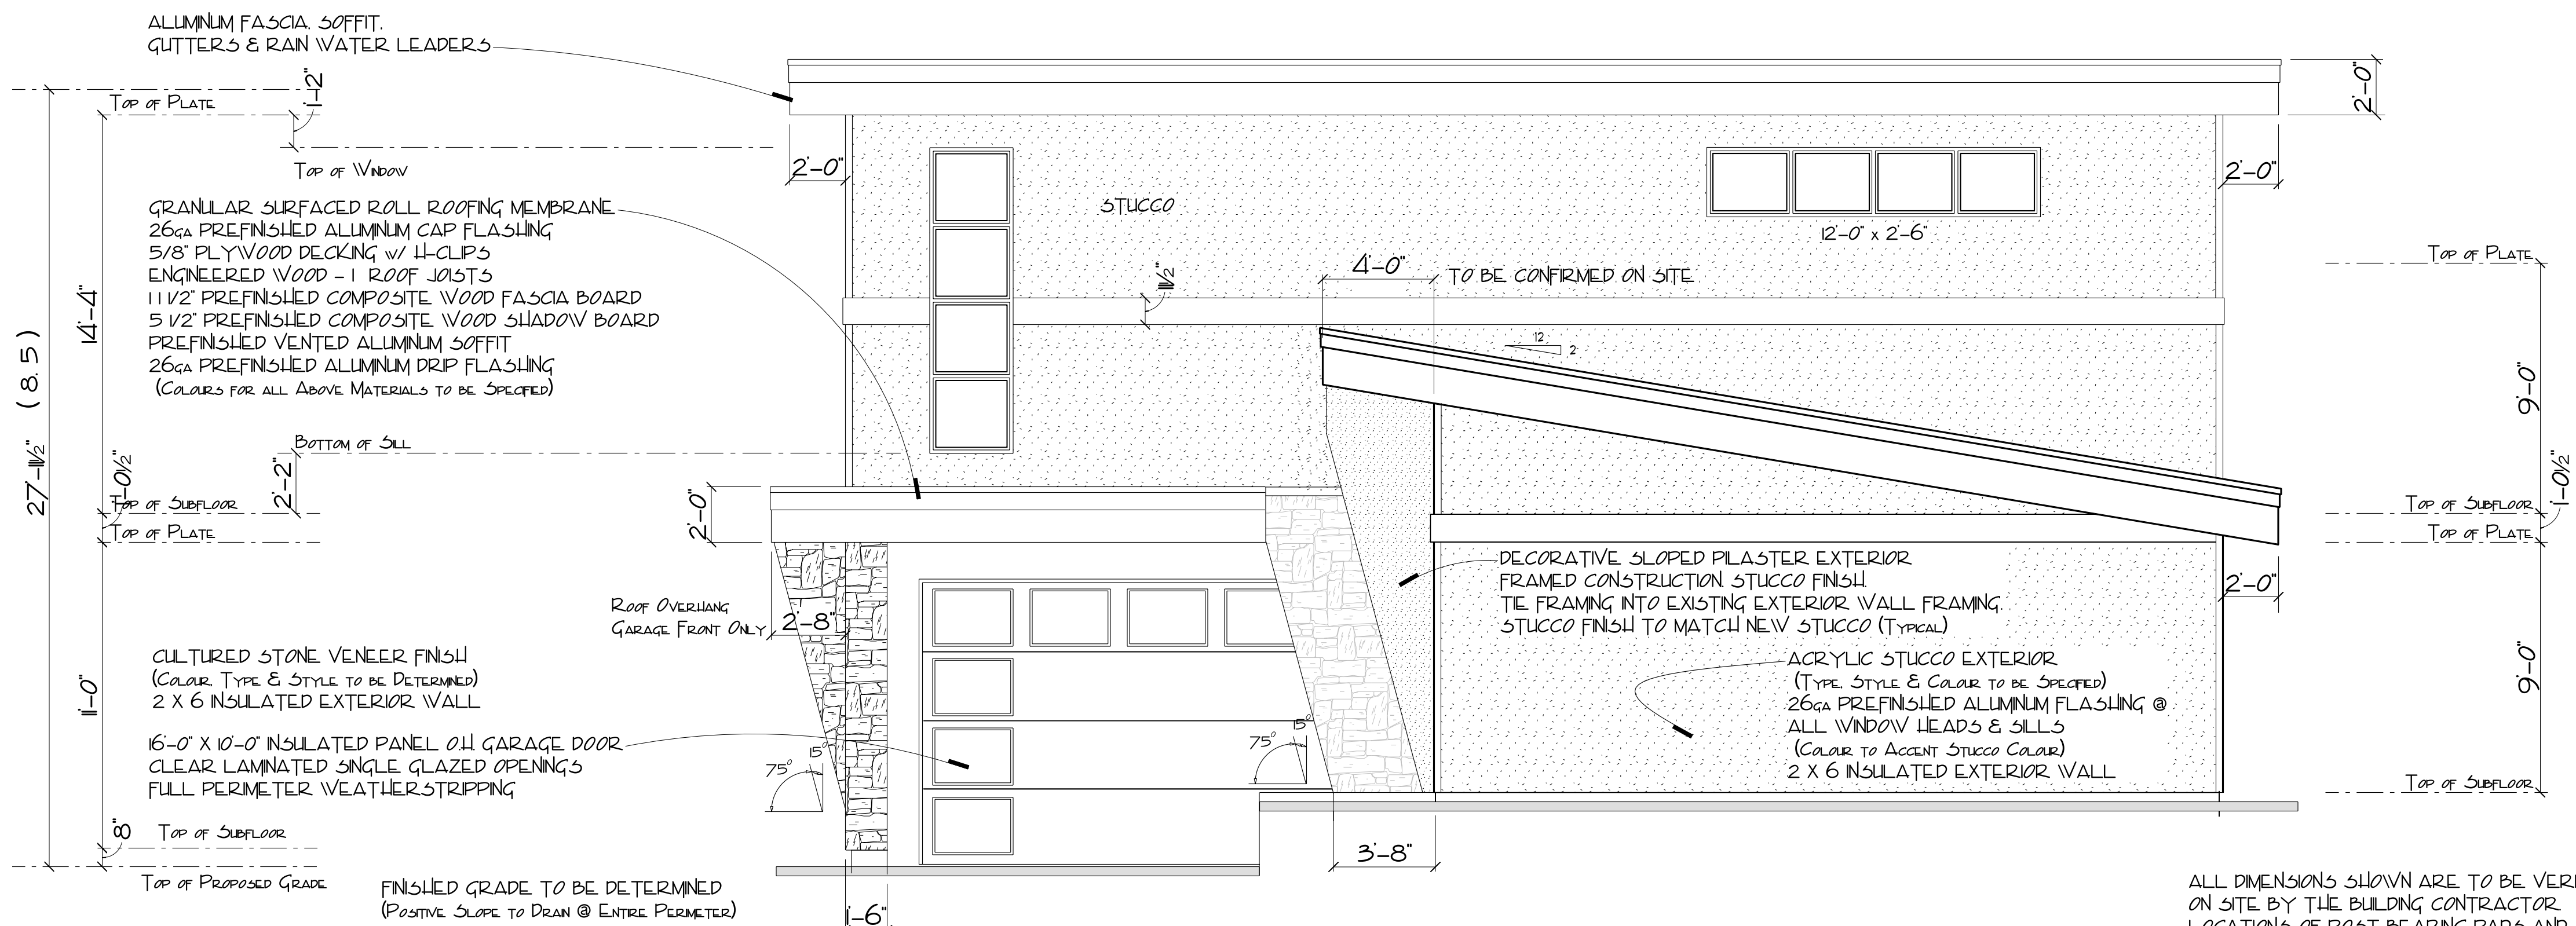 ALUMINUM FASCIA, SOFFIT,
GUTTERS & RAIN WATER LEADERS
1'-2"
TOP OF PLATE
TOP OF WINDOW
2'-0"
2'-0"
2'-0"
GRANULAR SURFACED ROLL ROOFING MEMBRANE
26GA PREFINISHED ALUMINUM CAP FLASHING
5/8" PLYWOOD DECKING W/ H-CLIPS
ENGINEERED WOOD - I ROOF JOISTS
11 1/2" PREFINISHED COMPOSITE WOOD FASCIA BOARD
5 1/2" PREFINISHED COMPOSITE WOOD SHADOW BOARD
PREFINISHED VENTED ALUMINUM SOFFIT
26GA PREFINISHED ALUMINUM DRIP FLASHING
(COLOURS FOR ALL ABOVE MATERIALS TO BE SPECIFIED)
STUCCO
12'-0" x 2'-6"
11½"
4'-0"
TO BE CONFIRMED ON SITE
12
2
TOP OF PLATE
14'-4"
27'-11½" (8.5)
9'-0"
BOTTOM OF SILL
2'-2"
1'-0½"
TOP OF SUBFLOOR
TOP OF PLATE
2'-0"
TOP OF SUBFLOOR
TOP OF PLATE
1'-0½"
ROOF OVERHANG
GARAGE FRONT ONLY
2'-8"
DECORATIVE SLOPED PILASTER EXTERIOR
FRAMED CONSTRUCTION. STUCCO FINISH.
TIE FRAMING INTO EXISTING EXTERIOR WALL FRAMING.
STUCCO FINISH TO MATCH NEW STUCCO (TYPICAL)
2'-0"
CULTURED STONE VENEER FINISH
(COLOUR, TYPE & STYLE TO BE DETERMINED)
2 X 6 INSULATED EXTERIOR WALL
11'-0"
9'-0"
ACRYLIC STUCCO EXTERIOR
(TYPE, STYLE & COLOUR TO BE SPECIFIED)
26GA PREFINISHED ALUMINUM FLASHING @
ALL WINDOW HEADS & SILLS
(COLOUR TO ACCENT STUCCO COLOUR)
2 X 6 INSULATED EXTERIOR WALL
16'-0" X 10'-0" INSULATED PANEL O.H. GARAGE DOOR
CLEAR LAMINATED SINGLE GLAZED OPENINGS
FULL PERIMETER WEATHERSTRIPPING
75°
15°
75°
15°
TOP OF SUBFLOOR
8"
TOP OF SUBFLOOR
TOP OF PROPOSED GRADE
3'-8"
FINISHED GRADE TO BE DETERMINED
(POSITIVE SLOPE TO DRAIN @ ENTIRE PERIMETER)
1'-6"
ALL DIMENSIONS SHOWN ARE TO BE VERI
ON SITE BY THE BUILDING CONTRACTOR.
LOCATIONS OF POST BEARING PADS AND